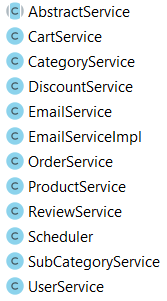 C AbstractService
C CartService
C CategoryService
C DiscountService
C EmailService
C EmailServiceImpl
C OrderService
C ProductService
C ReviewService
C Scheduler
C SubCategoryService
C UserService